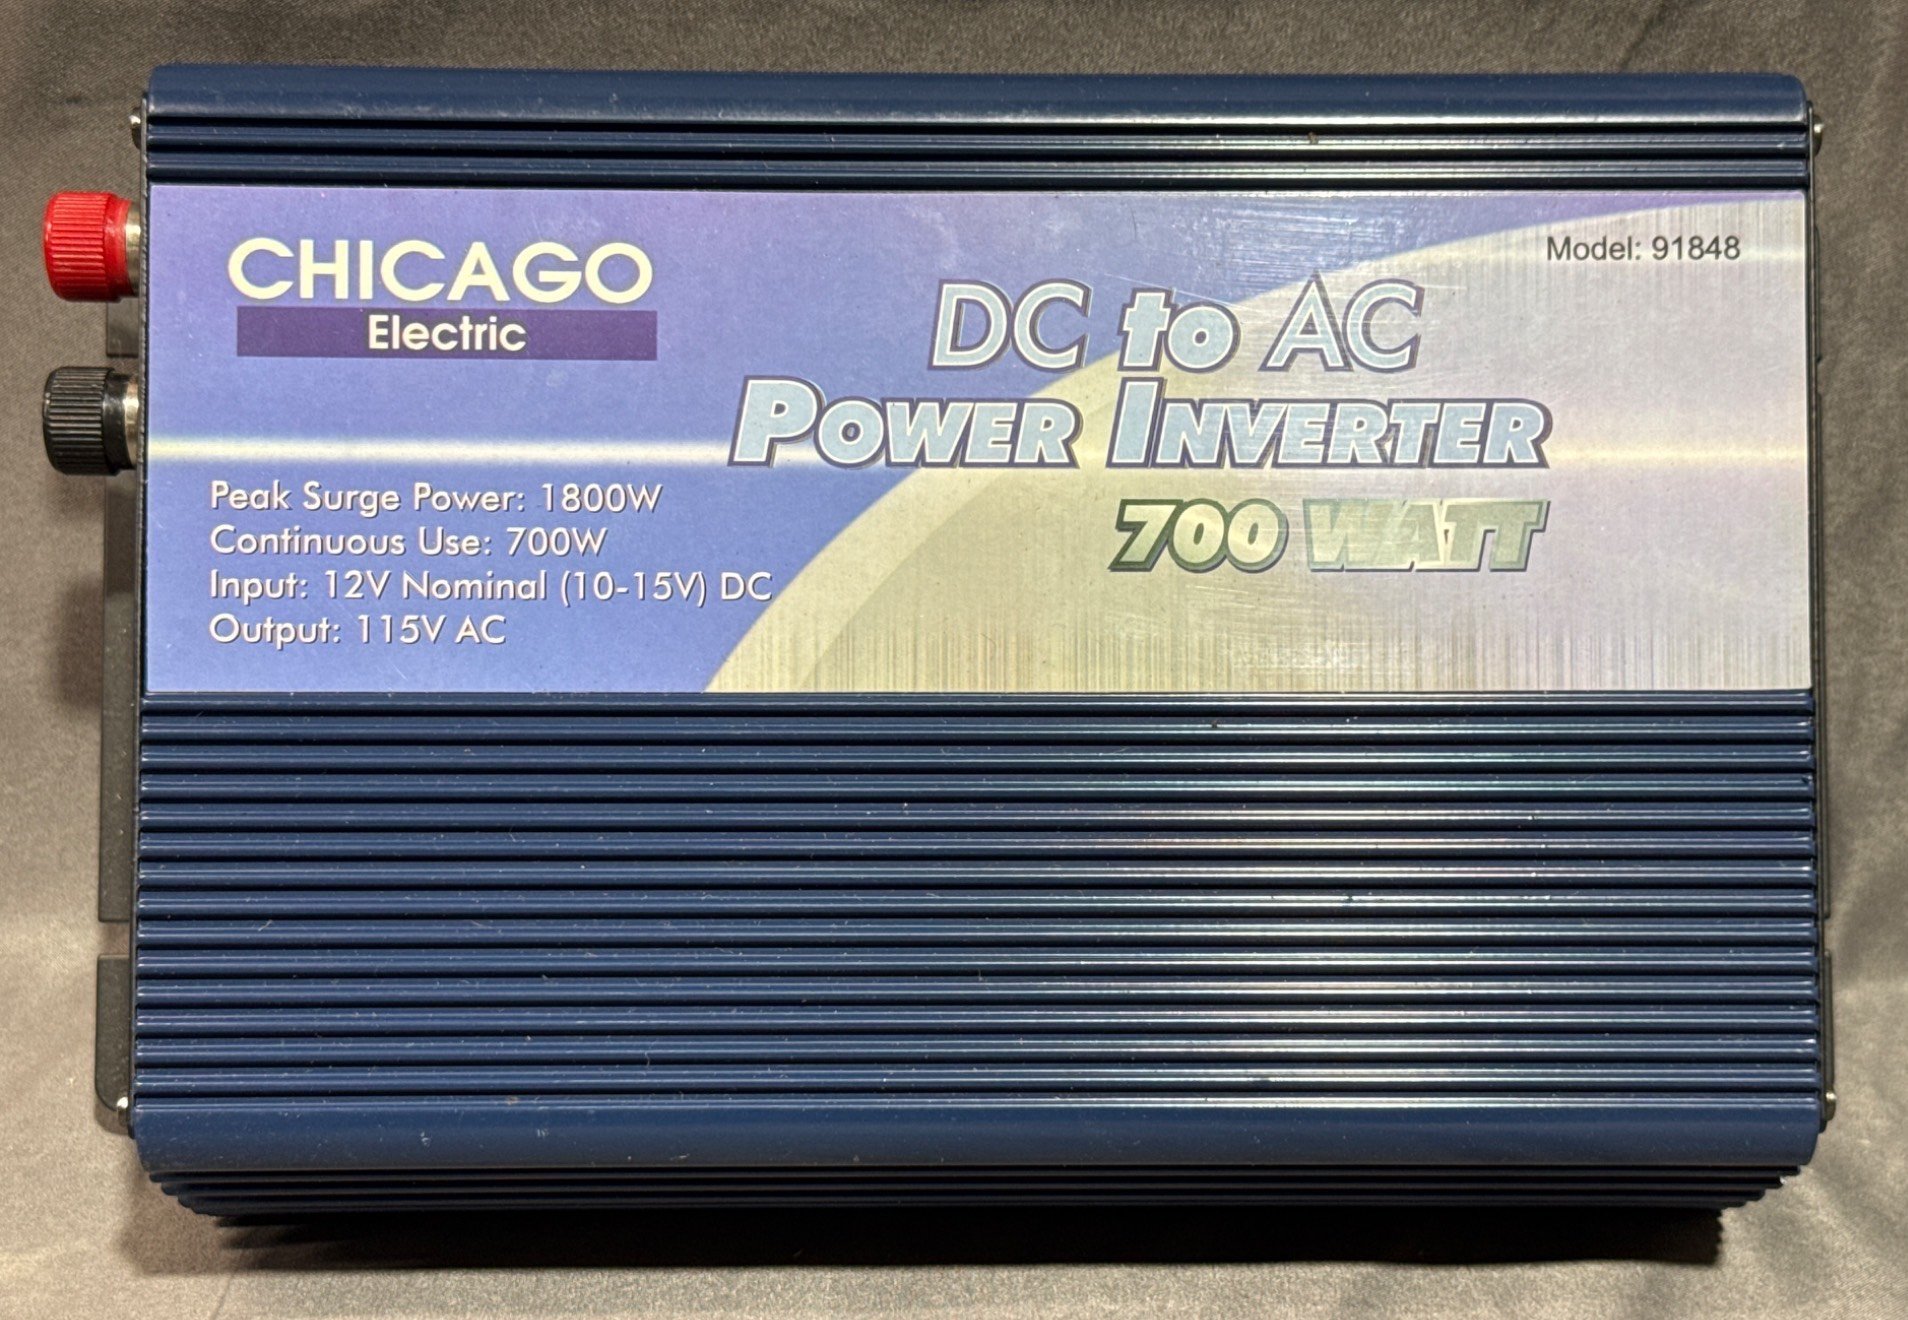 CHICAGO
Electric
Model: 91848
DC to AC
POWER INVERTER
700 WATT
Peak Surge Power: 1800W
Continuous Use: 700W
Input: 12V Nominal (10-15V) DC
Output: 115V AC